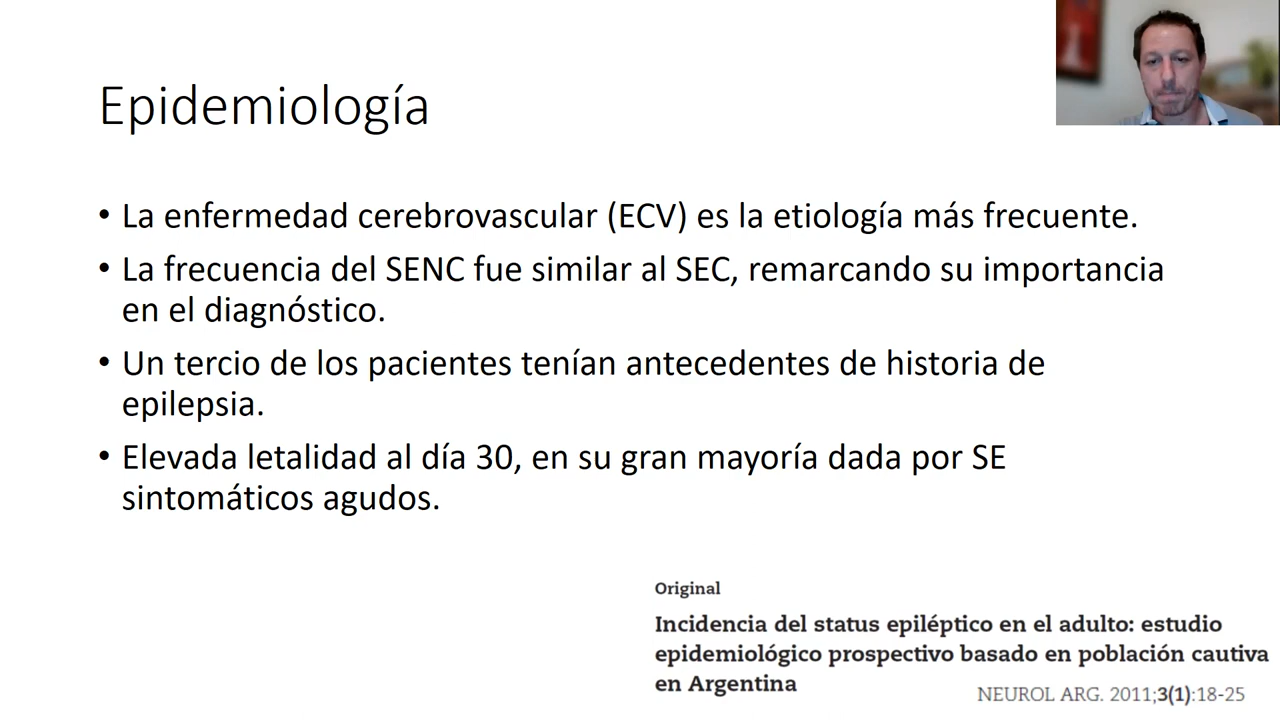 Epidemiología
• La enfermedad cerebrovascular (ECV) es la etiología más frecuente.
• La frecuencia del SENC fue similar al SEC, remarcando su importancia
en el diagnóstico.
• Un tercio de los pacientes tenían antecedentes de historia de
epilepsia.
• Elevada letalidad al día 30, en su gran mayoría dada por SE
sintomáticos agudos.
Original
Incidencia del status epiléptico en el adulto: estudio
epidemiológico prospectivo basado en población cautiva
en Argentina
NEUROL ARG. 2011;3(1):18-25